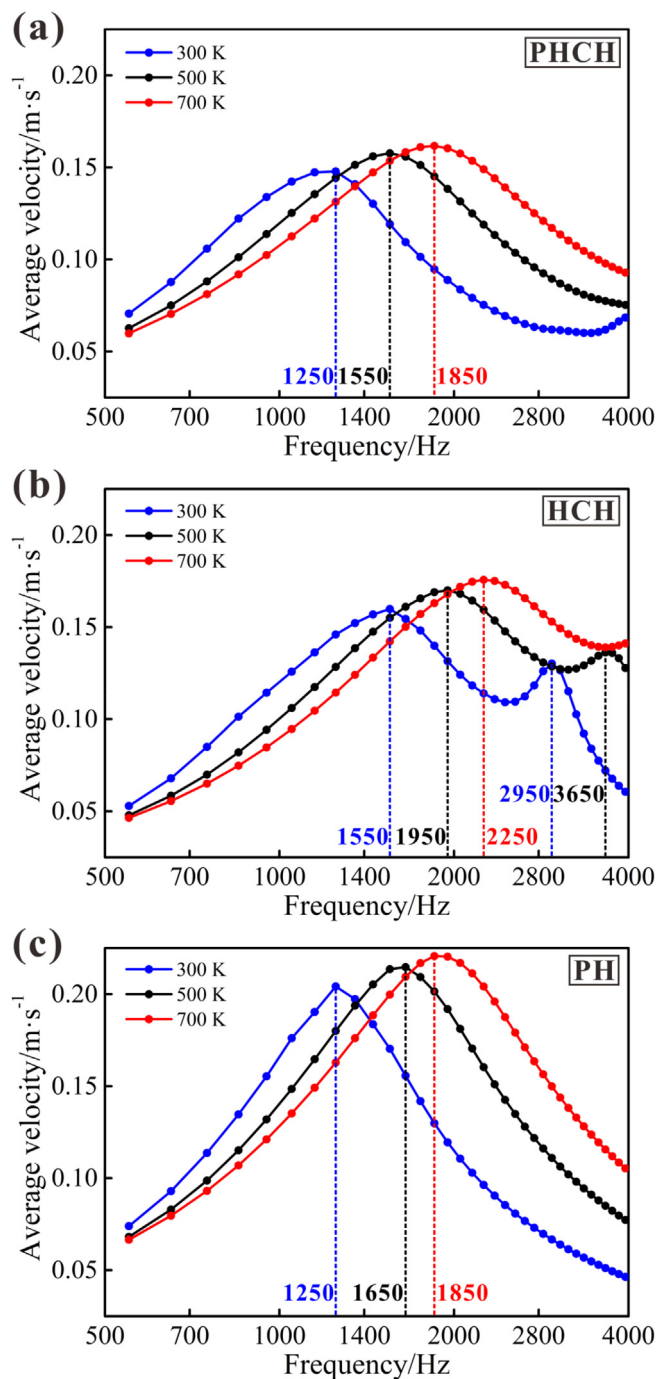 (a)
PHCH
300 K
500 K
700 K
0.20
0.15
0.10
0.05
Average velocity/m·s⁻¹
1250
1550
1850
500 700 1000 1400 2000 2800 4000
Frequency/Hz
(b)
HCH
300 K
500 K
700 K
0.20
0.15
0.10
0.05
Average velocity/m·s⁻¹
2950
3650
1550
1950
2250
500 700 1000 1400 2000 2800 4000
Frequency/Hz
(c)
PH
300 K
500 K
700 K
0.20
0.15
0.10
0.05
Average velocity/m·s⁻¹
1250
1650
1850
500 700 1000 1400 2000 2800 4000
Frequency/Hz